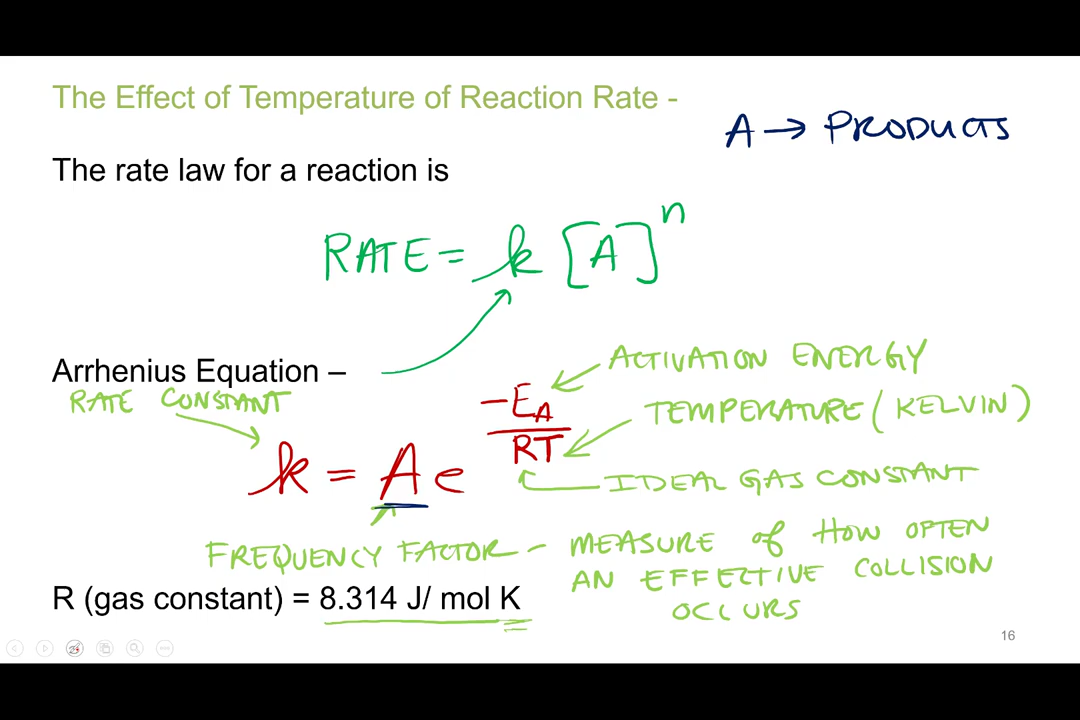 The Effect of Temperature of Reaction Rate -
A → PRODUCTS
The rate law for a reaction is
RATE = k [A]^n
Arrhenius Equation –
ACTIVATION ENERGY
RATE CONSTANT
TEMPERATURE (KELVIN)
k = A e^(-E_A/RT)
IDEAL GAS CONSTANT
FREQUENCY FACTOR - MEASURE of HOW OFTEN
AN EFFECTIVE COLLISION
OCCURS
R (gas constant) = 8.314 J/ mol K
16